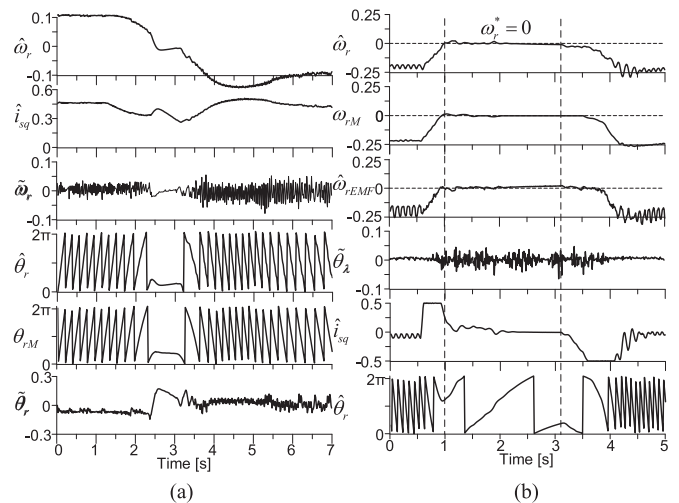 0.1
ω̂r
-0.1
0.6
îsq 0.3
0.0
0.1
ω̃r 0
-0.1
2π
θ̂r
0
2π
θrM
0
0.3
θ̃r 0
-0.3
0 1 2 3 4 5 6 7
Time [s]
(a)
ωr* = 0
0.25
ω̂r 0
-0.25
0.25
ωrM 0
-0.25
0.25
ω̂rEMF 0
-0.25
0.1
θ̃λ 0
-0.1
0.5
îsq
-0.5
2π
θ̂r
0
0 1 2 3 4 5
Time [s]
(b)